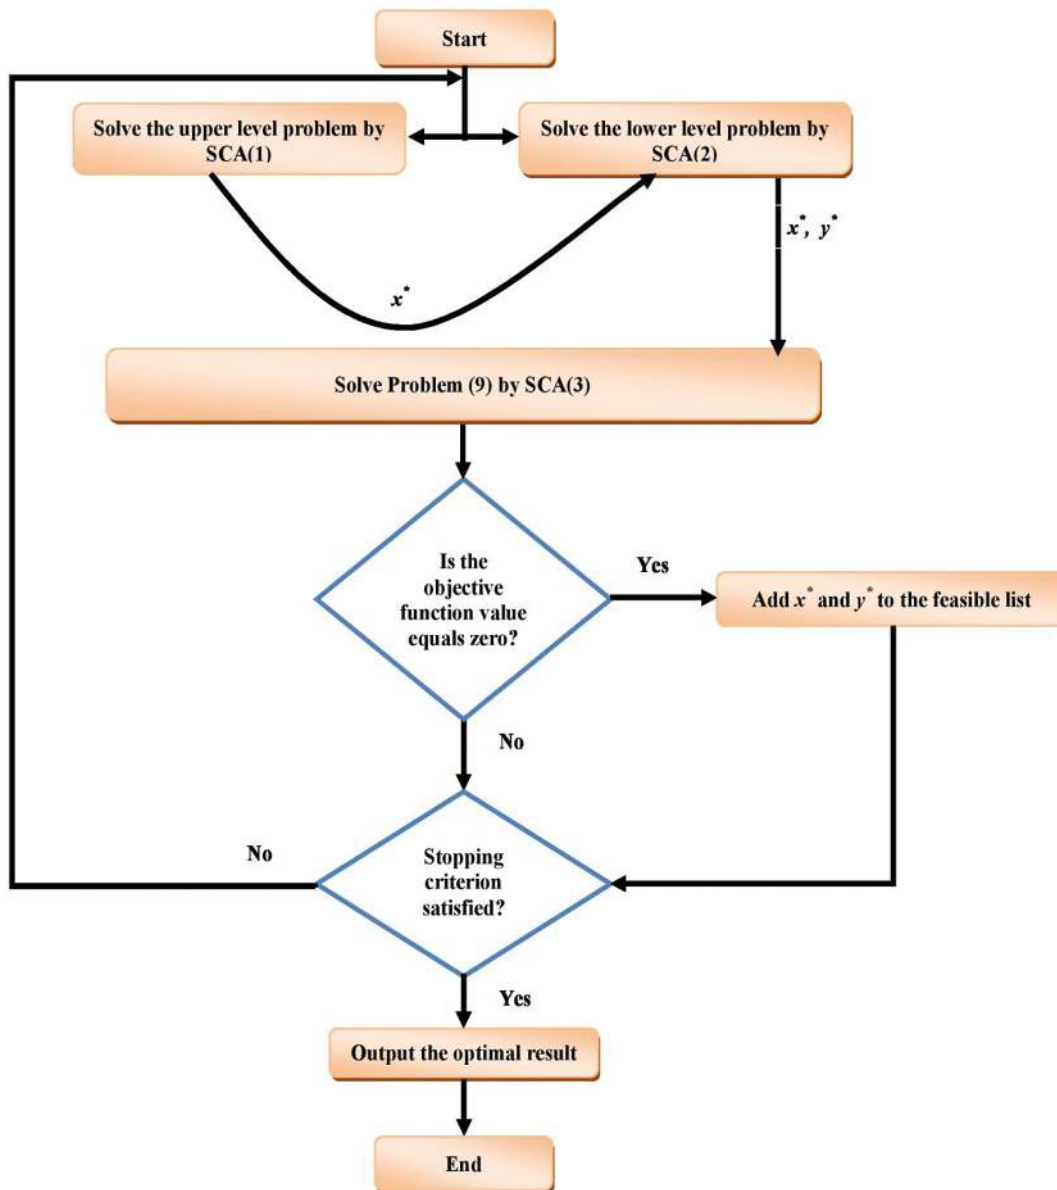 Start
Solve the upper level problem by
SCA(1)
Solve the lower level problem by
SCA(2)
x*, y*
x*
Solve Problem (9) by SCA(3)
Is the
objective
function value
equals zero?
Yes
Add x* and y* to the feasible list
No
No
Stopping
criterion
satisfied?
Yes
Output the optimal result
End